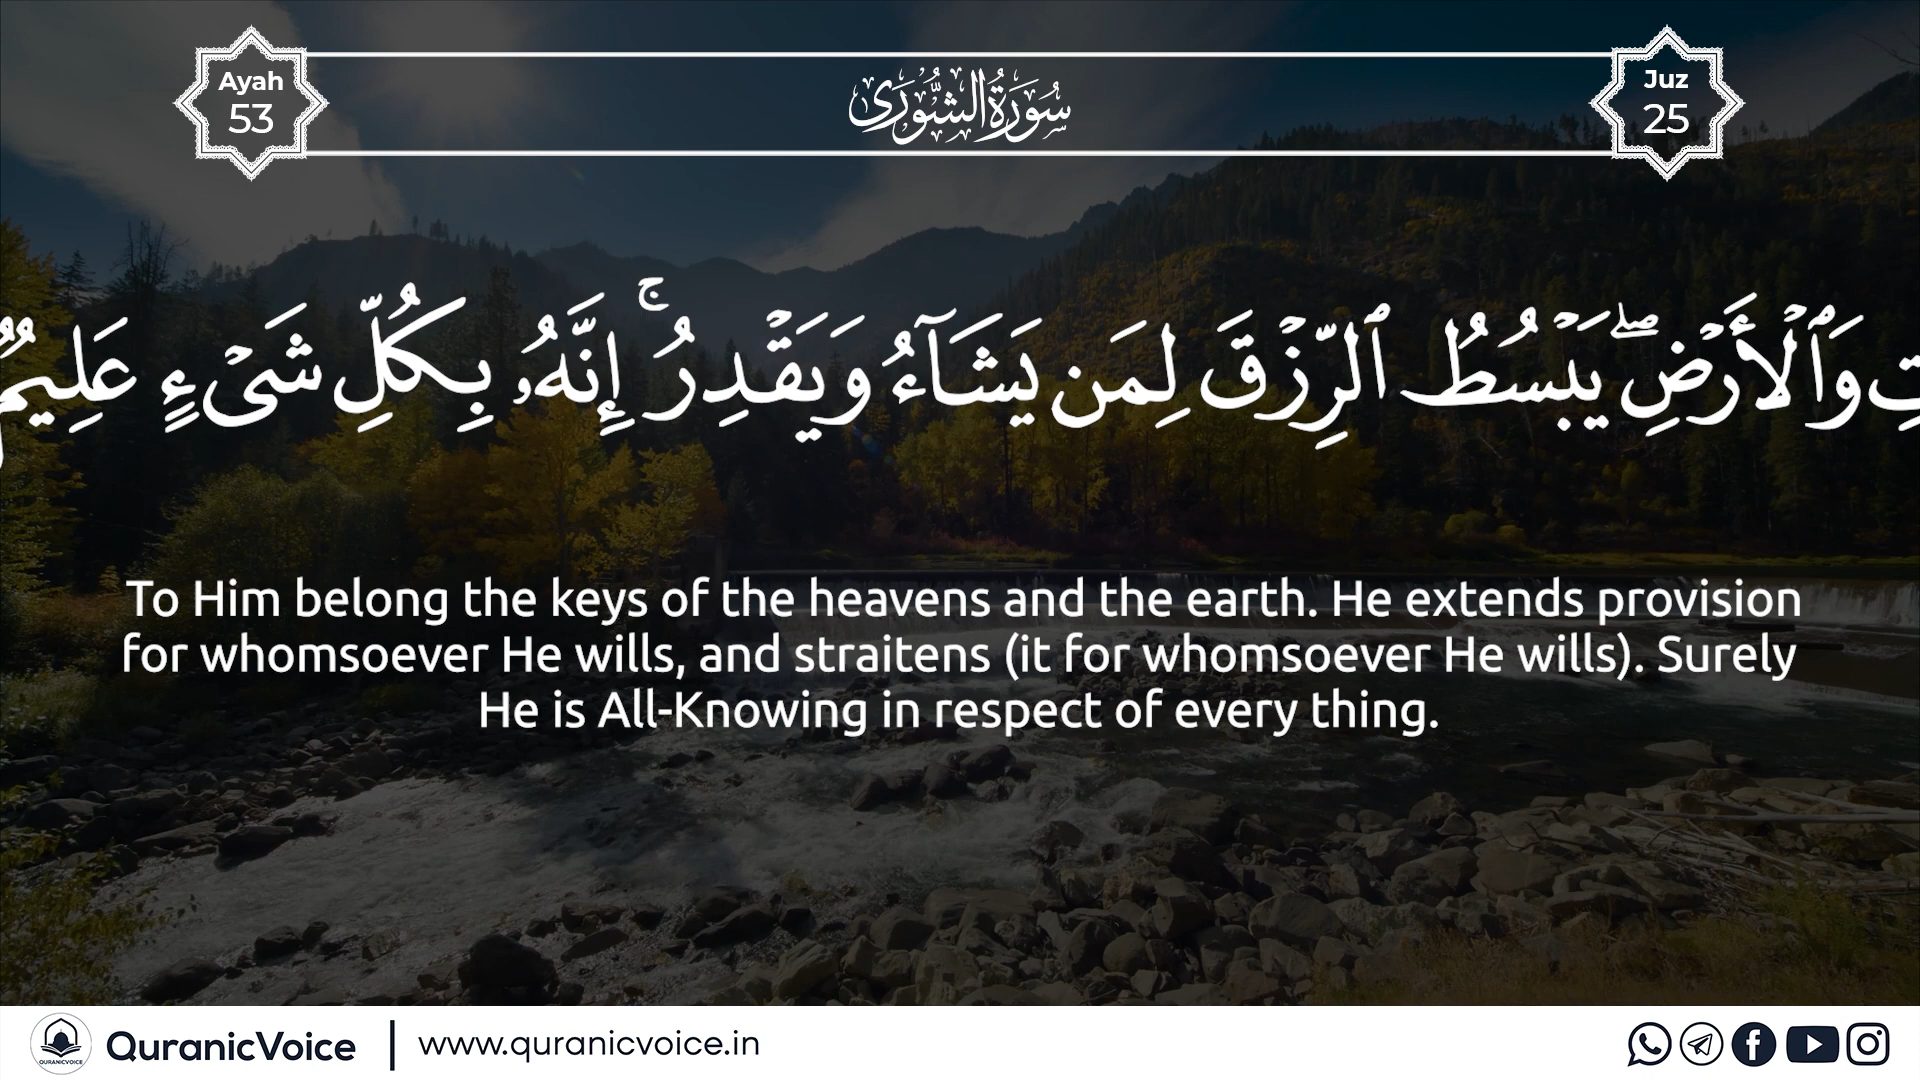 Ayah
53
سُورَةُ الشُّورَى
Juz
25
وَٱلْأَرْضِ ۖ يَبْسُطُ ٱلرِّزْقَ لِمَن يَشَآءُ وَيَقْدِرُ ۚ إِنَّهُۥ بِكُلِّ شَىْءٍ عَلِيمٌ
To Him belong the keys of the heavens and the earth. He extends provision
for whomsoever He wills, and straitens (it for whomsoever He wills). Surely
He is All-Knowing in respect of every thing.
QURANICVOICE
QuranicVoice
www.quranicvoice.in